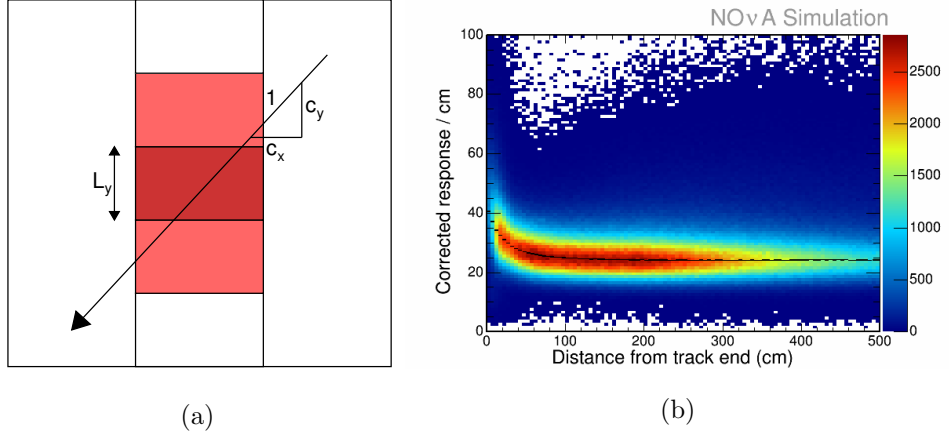 1
c_y
c_x
L_y
(a)
NOνA Simulation
Corrected response / cm
100
80
60
40
20
0
0 100 200 300 400 500
Distance from track end (cm)
2500
2000
1500
1000
500
0
(b)